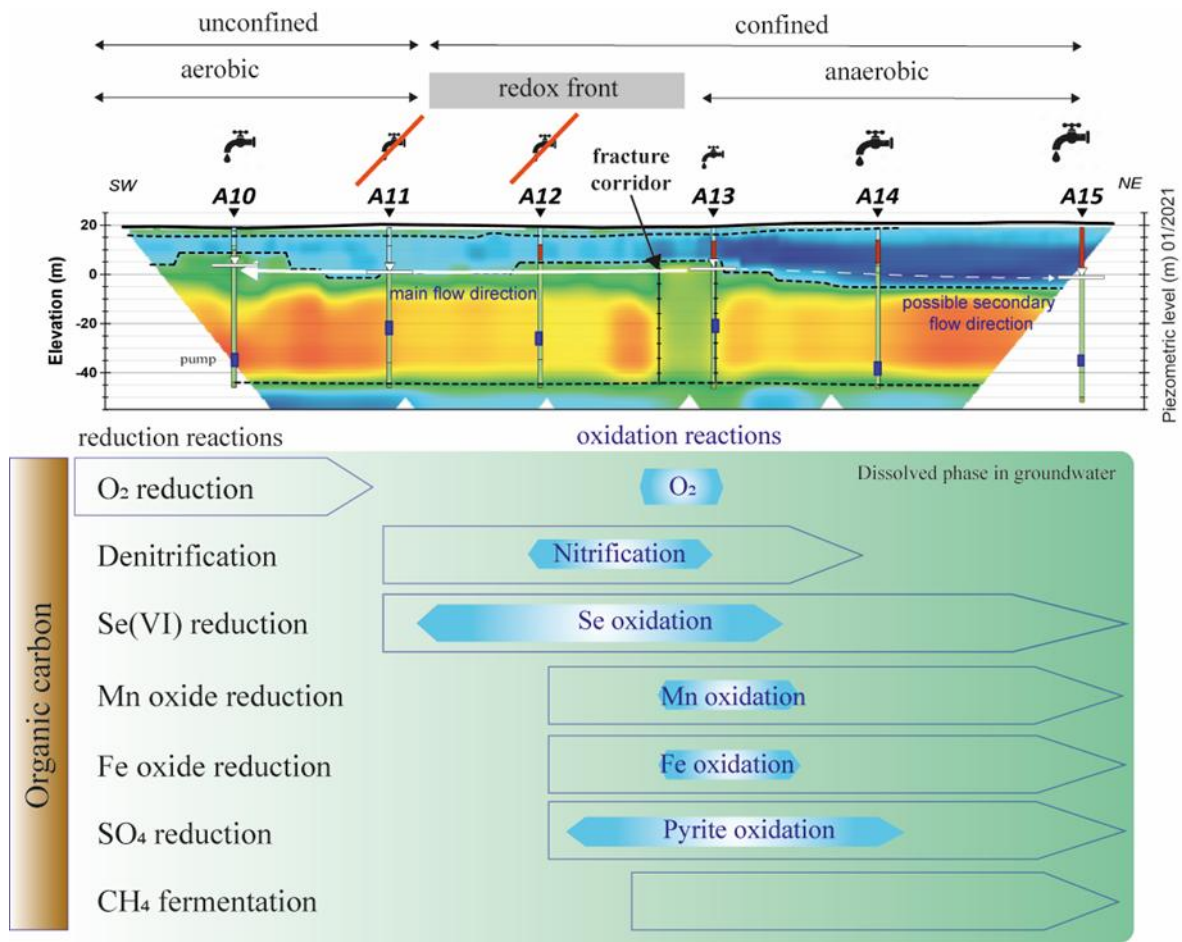 unconfined
confined
aerobic
redox front
anaerobic
fracture
corridor
SW
A10
A11
A12
A13
A14
A15
NE
20
0
-20
-40
Elevation (m)
Piezometric level (m) 01/2021
main flow direction
possible secondary
flow direction
pump
reduction reactions
oxidation reactions
Organic carbon
Dissolved phase in groundwater
O₂ reduction
O₂
Denitrification
Nitrification
Se(VI) reduction
Se oxidation
Mn oxide reduction
Mn oxidation
Fe oxide reduction
Fe oxidation
SO₄ reduction
Pyrite oxidation
CH₄ fermentation